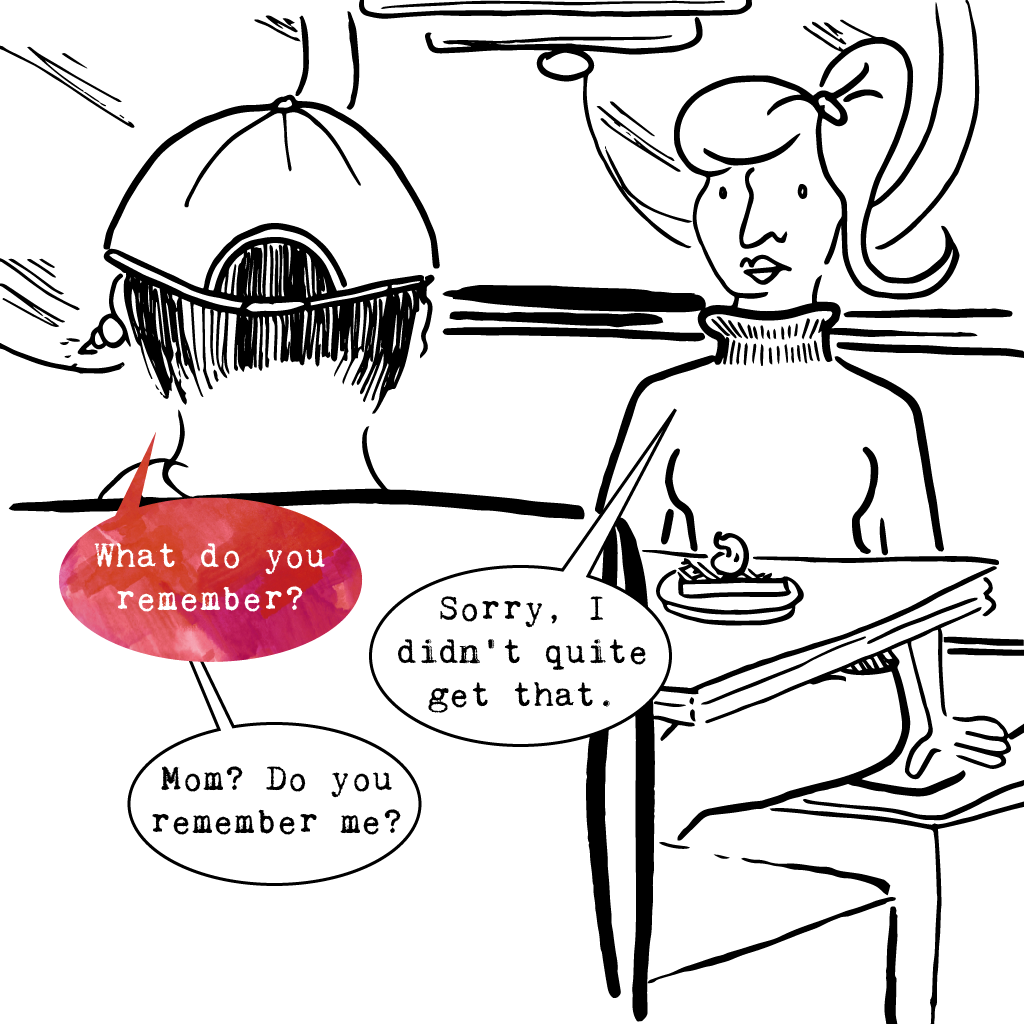 What do you
remember?
Sorry, I
didn't quite
get that.
Mom? Do you
remember me?